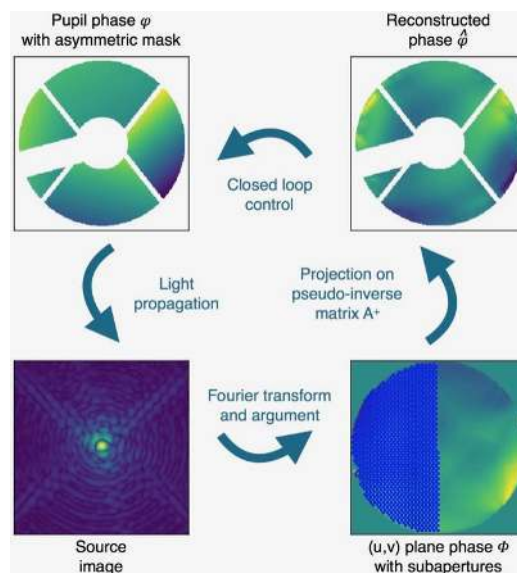 Pupil phase φ
with asymmetric mask
Reconstructed
phase φ̂
Closed loop
control
Light
propagation
Projection on
pseudo-inverse
matrix A⁺
Fourier transform
and argument
Source
image
(u,v) plane phase Φ
with subapertures